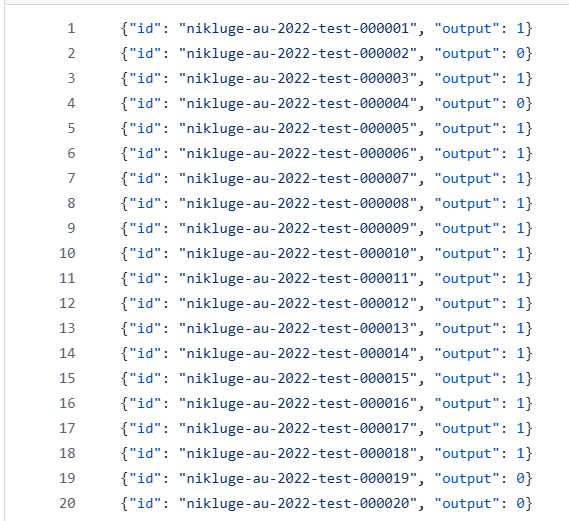 1 {"id": "nikluge-au-2022-test-000001", "output": 1}
2 {"id": "nikluge-au-2022-test-000002", "output": 0}
3 {"id": "nikluge-au-2022-test-000003", "output": 1}
4 {"id": "nikluge-au-2022-test-000004", "output": 0}
5 {"id": "nikluge-au-2022-test-000005", "output": 1}
6 {"id": "nikluge-au-2022-test-000006", "output": 1}
7 {"id": "nikluge-au-2022-test-000007", "output": 1}
8 {"id": "nikluge-au-2022-test-000008", "output": 1}
9 {"id": "nikluge-au-2022-test-000009", "output": 1}
10 {"id": "nikluge-au-2022-test-000010", "output": 1}
11 {"id": "nikluge-au-2022-test-000011", "output": 1}
12 {"id": "nikluge-au-2022-test-000012", "output": 1}
13 {"id": "nikluge-au-2022-test-000013", "output": 1}
14 {"id": "nikluge-au-2022-test-000014", "output": 1}
15 {"id": "nikluge-au-2022-test-000015", "output": 1}
16 {"id": "nikluge-au-2022-test-000016", "output": 1}
17 {"id": "nikluge-au-2022-test-000017", "output": 1}
18 {"id": "nikluge-au-2022-test-000018", "output": 1}
19 {"id": "nikluge-au-2022-test-000019", "output": 0}
20 {"id": "nikluge-au-2022-test-000020", "output": 0}